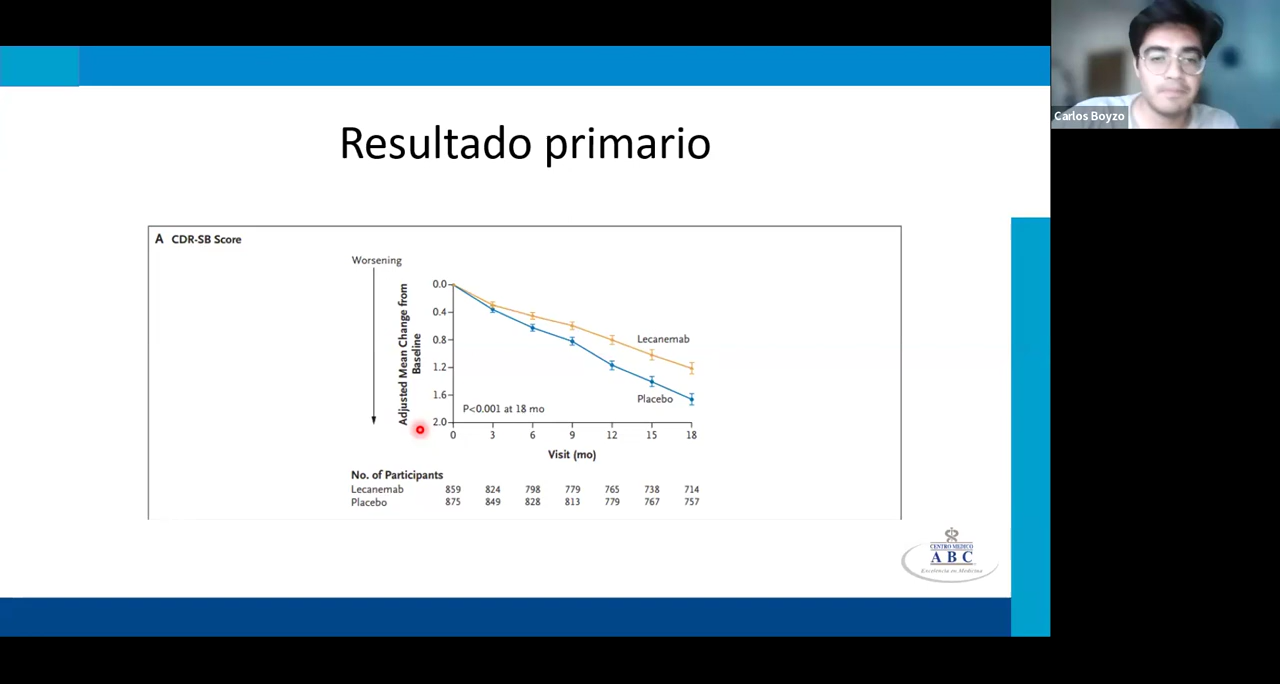 Carlos Boyzo
Resultado primario
A CDR-SB Score
Worsening
Adjusted Mean Change from
Baseline
0.0
0.4
0.8
1.2
1.6
2.0
Lecanemab
Placebo
P<0.001 at 18 mo
0 3 6 9 12 15 18
Visit (mo)
No. of Participants
Lecanemab 859 824 798 779 765 738 714
Placebo 875 849 828 813 779 767 757
CENTRO MEDICO
ABC
Excelencia en Medicina